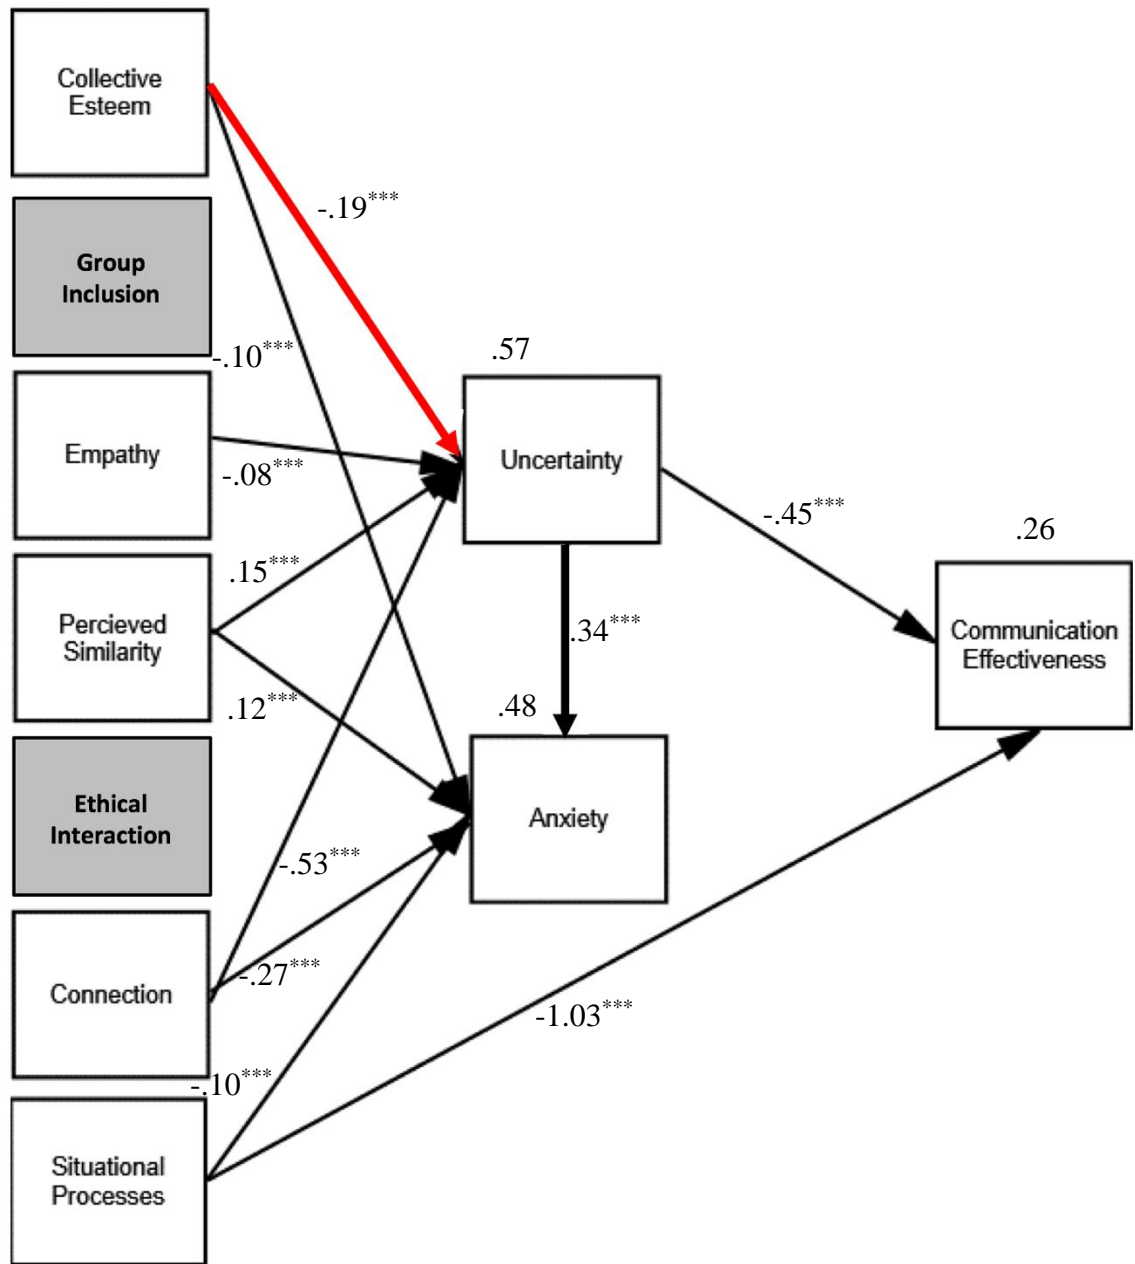 Collective
Esteem
-.19***
Group
Inclusion
-.10***
.57
Empathy
-.08***
Uncertainty
-.45***
.26
.15***
Percieved
Similarity
.34***
Communication
Effectiveness
.12***
.48
Ethical
Interaction
Anxiety
-.53***
-.27***
Connection
-1.03***
-.10***
Situational
Processes